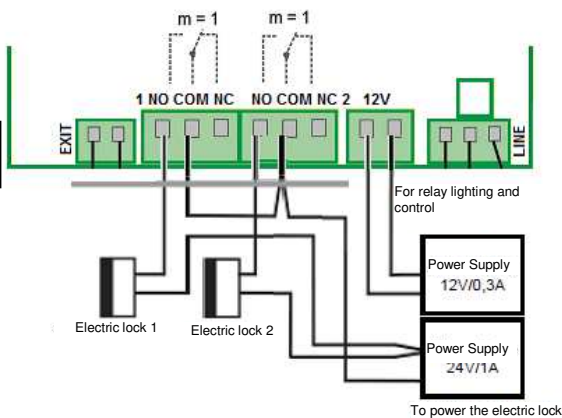 m = 1
m = 1
1 NO COM NC NO COM NC 2 12V
EXIT
LINE
For relay lighting and
control
Power Supply
12V/0,3A
Electric lock 1
Electric lock 2
Power Supply
24V/1A
To power the electric lock